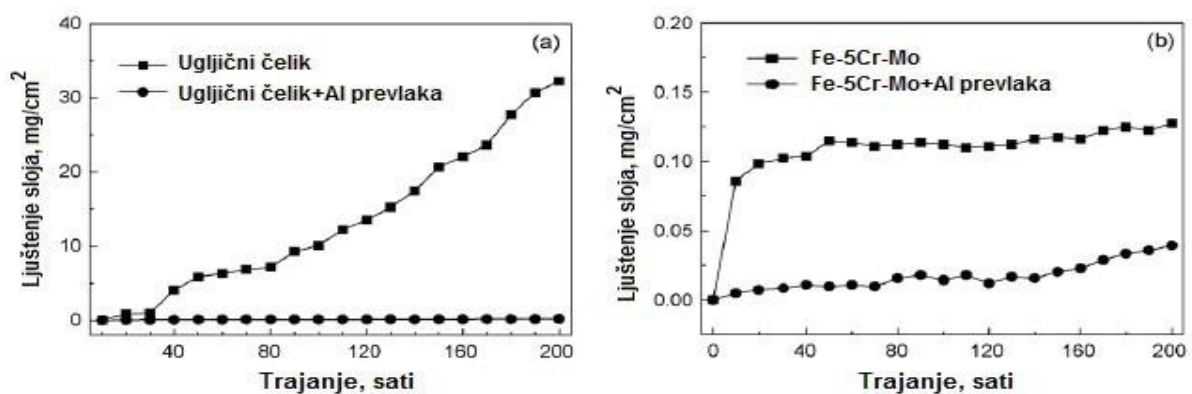 (a)
Ugljični čelik
Ugljični čelik+Al prevlaka
Ljuštenje sloja, mg/cm²
40
30
20
10
0
40 80 120 160 200
Trajanje, sati
(b)
Fe-5Cr-Mo
Fe-5Cr-Mo+Al prevlaka
Ljuštenje sloja, mg/cm²
0.20
0.15
0.10
0.05
0.00
0 40 80 120 160 200
Trajanje, sati